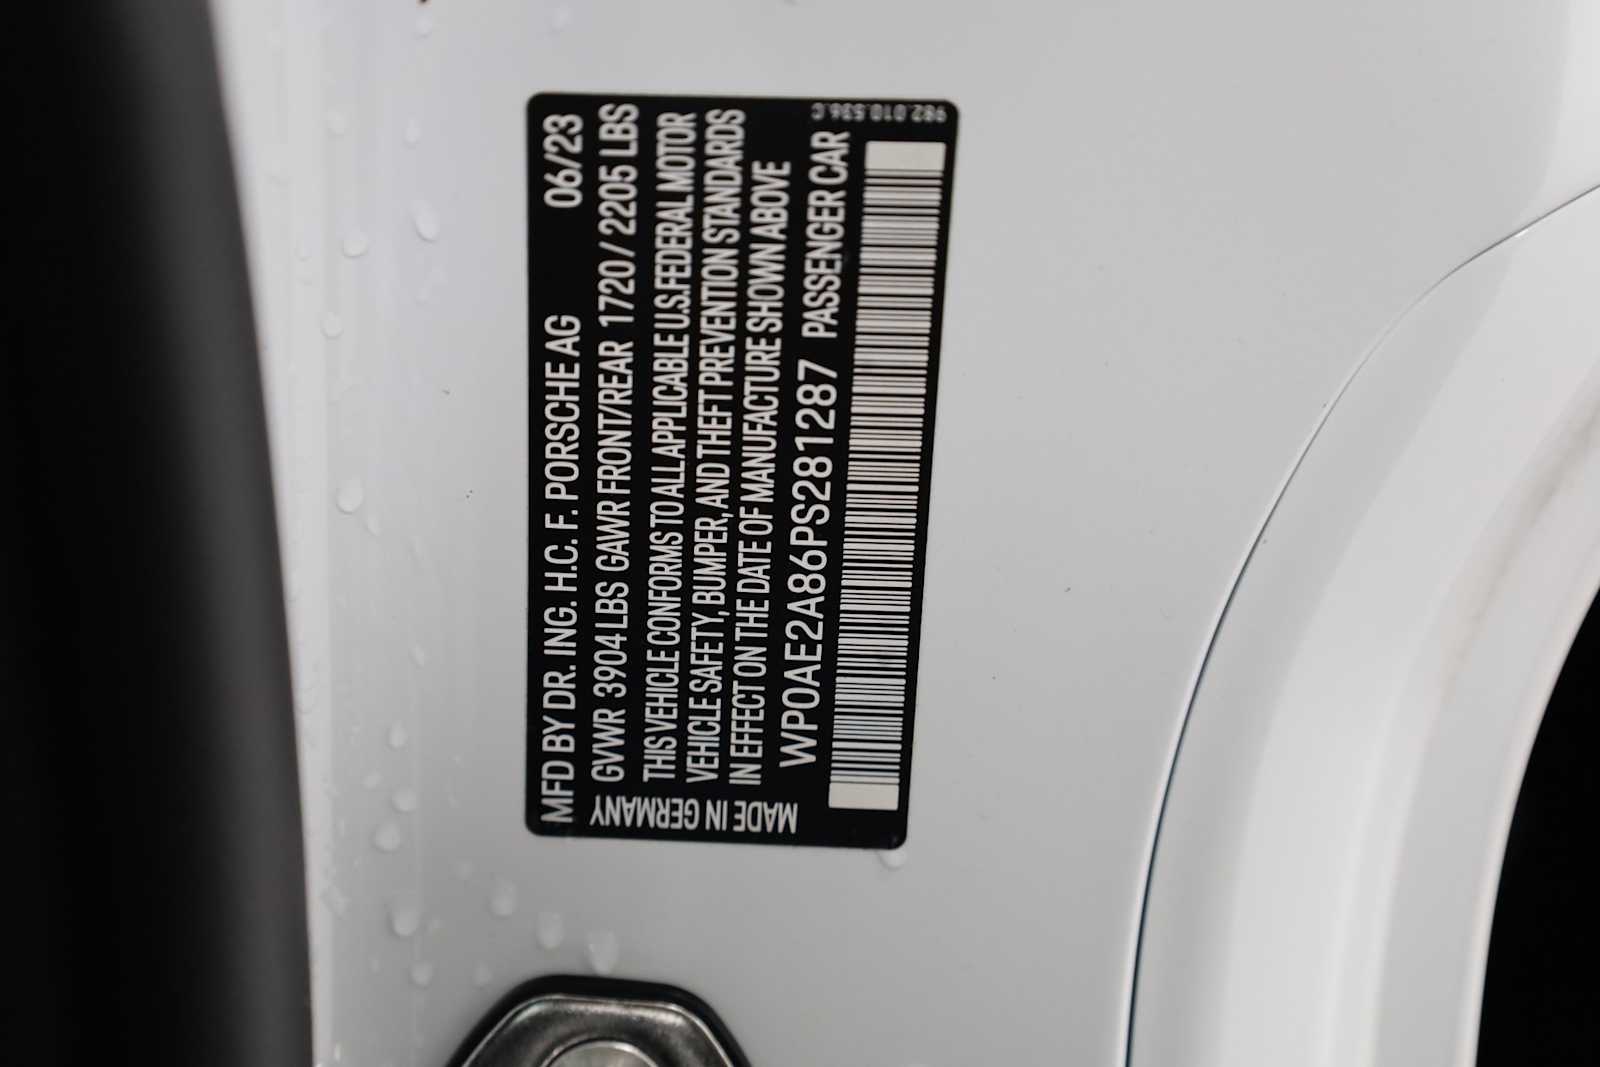 MFD BY DR. ING. H.C. F. PORSCHE AG 06/23
GVWR 3904 LBS GAWR FRONT/REAR 1720 / 2205 LBS
THIS VEHICLE CONFORMS TO ALL APPLICABLE U.S. FEDERAL MOTOR
VEHICLE SAFETY, BUMPER, AND THEFT PREVENTION STANDARDS
IN EFFECT ON THE DATE OF MANUFACTURE SHOWN ABOVE
WP0AE2A86PS281287 PASSENGER CAR
MADE IN GERMANY
982.010.536.C